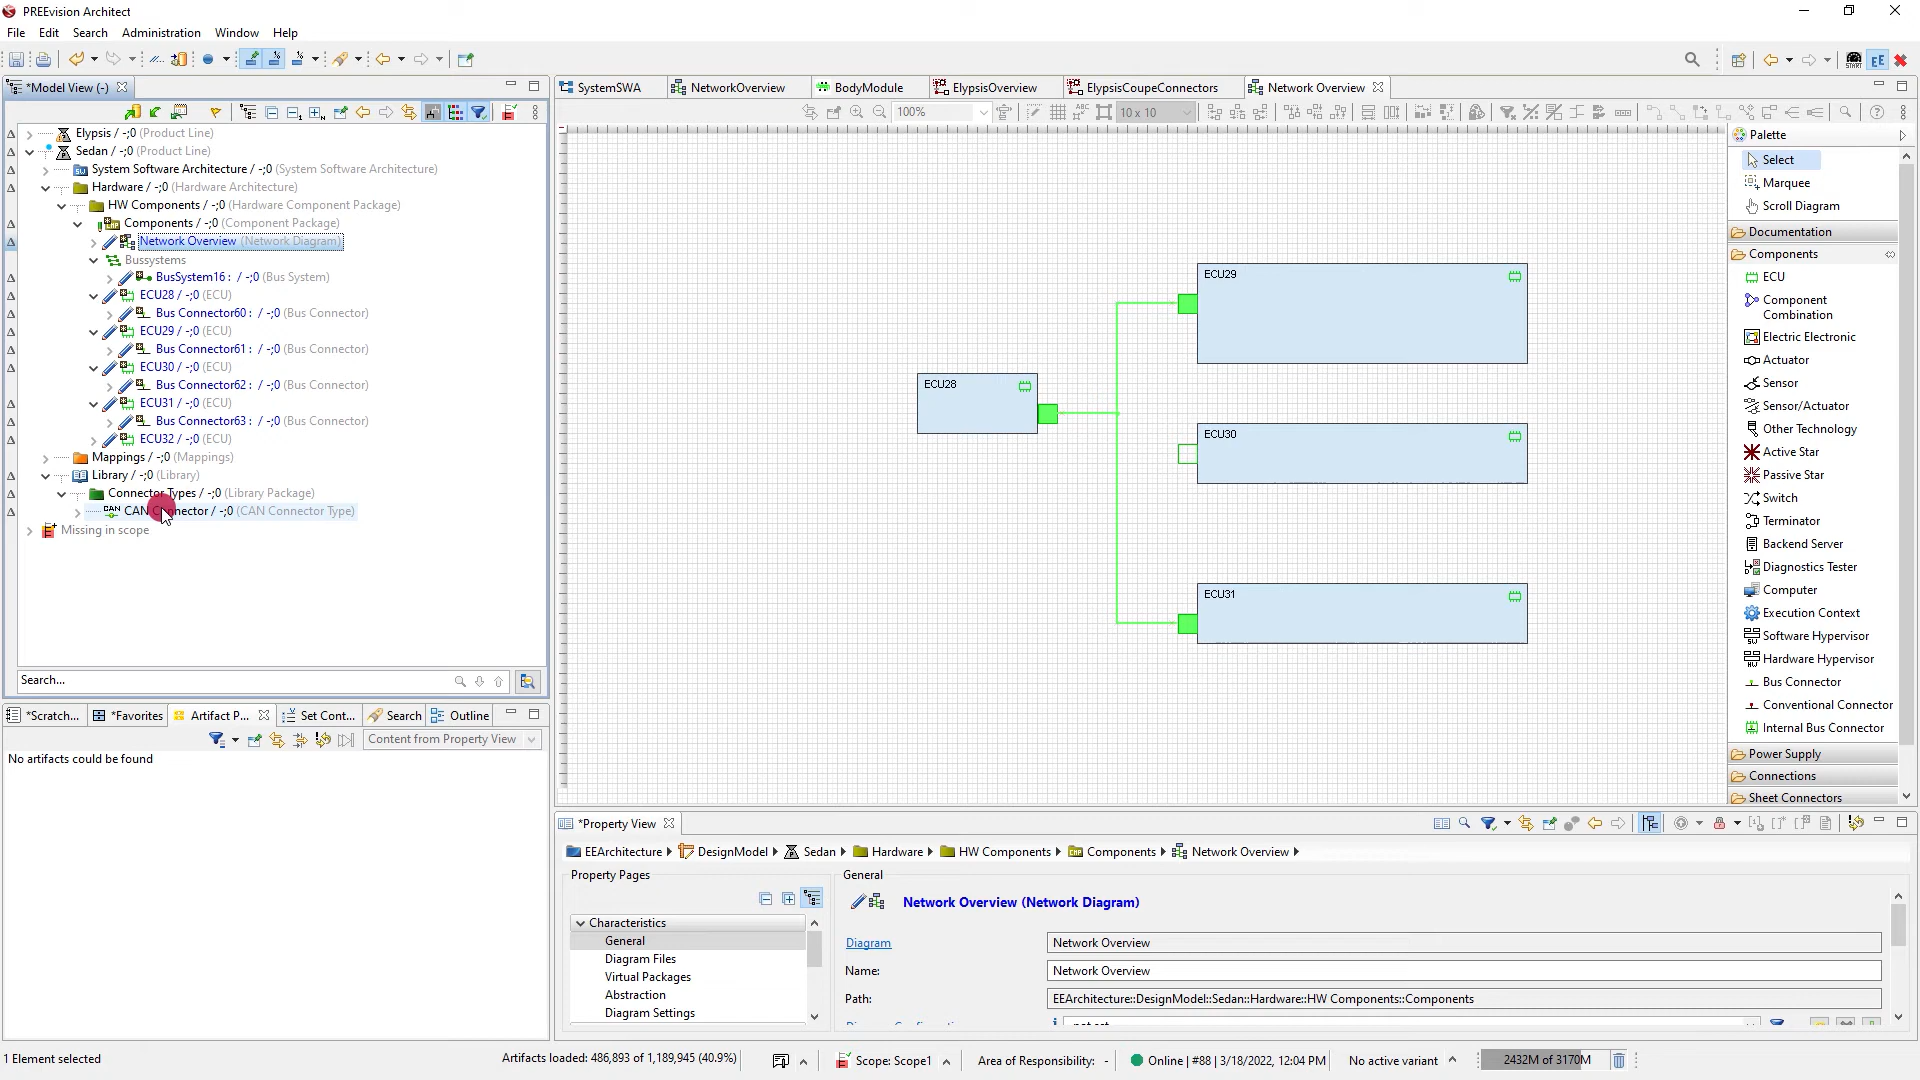 PREEvision Architect
File Edit Search Administration Window Help
*Model View (-)
Elypsis / -;0 (Product Line)
Sedan / -;0 (Product Line)
System Software Architecture / -;0 (System Software Architecture)
Hardware / -;0 (Hardware Architecture)
HW Components / -;0 (Hardware Component Package)
Components / -;0 (Component Package)
Network Overview (Network Diagram)
Bussystems
BusSystem16 : / -;0 (Bus System)
ECU28 / -;0 (ECU)
Bus Connector60 : / -;0 (Bus Connector)
ECU29 / -;0 (ECU)
Bus Connector61 : / -;0 (Bus Connector)
ECU30 / -;0 (ECU)
Bus Connector62 : / -;0 (Bus Connector)
ECU31 / -;0 (ECU)
Bus Connector63 : / -;0 (Bus Connector)
ECU32 / -;0 (ECU)
Mappings / -;0 (Mappings)
Library / -;0 (Library)
Connector Types / -;0 (Library Package)
CAN Connector / -;0 (CAN Connector Type)
Missing in scope
Search...
*Scratch... *Favorites Artifact P... Set Cont... Search Outline
Content from Property View
No artifacts could be found
SystemSWA NetworkOverview BodyModule ElypsisOverview ElypsisCoupeConnectors Network Overview
100% 10 x 10
ECU29
ECU28
ECU30
ECU31
Palette
Select
Marquee
Scroll Diagram
Documentation
Components
ECU
Component
Combination
Electric Electronic
Actuator
Sensor
Sensor/Actuator
Other Technology
Active Star
Passive Star
Switch
Terminator
Backend Server
Diagnostics Tester
Computer
Execution Context
Software Hypervisor
Hardware Hypervisor
Bus Connector
Conventional Connector
Internal Bus Connector
Power Supply
Connections
Sheet Connectors
*Property View
EEArchitecture DesignModel Sedan Hardware HW Components Components Network Overview
Property Pages
Characteristics
General
Diagram Files
Virtual Packages
Abstraction
Diagram Settings
General
Network Overview (Network Diagram)
Diagram Network Overview
Name: Network Overview
Path: EEArchitecture::DesignModel::Sedan::Hardware::HW Components::Components
1 Element selected Artifacts loaded: 486,893 of 1,189,945 (40.9%) Scope: Scope1 Area of Responsibility: - Online | #88 | 3/18/2022, 12:04 PM No active variant 2432M of 3170M